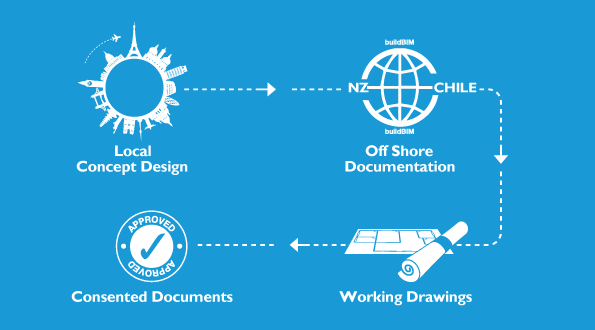 buildBIM
NZ CHILE
buildBIM
Local
Concept Design
Off Shore
Documentation
APPROVED
APPROVED
Consented Documents
Working Drawings